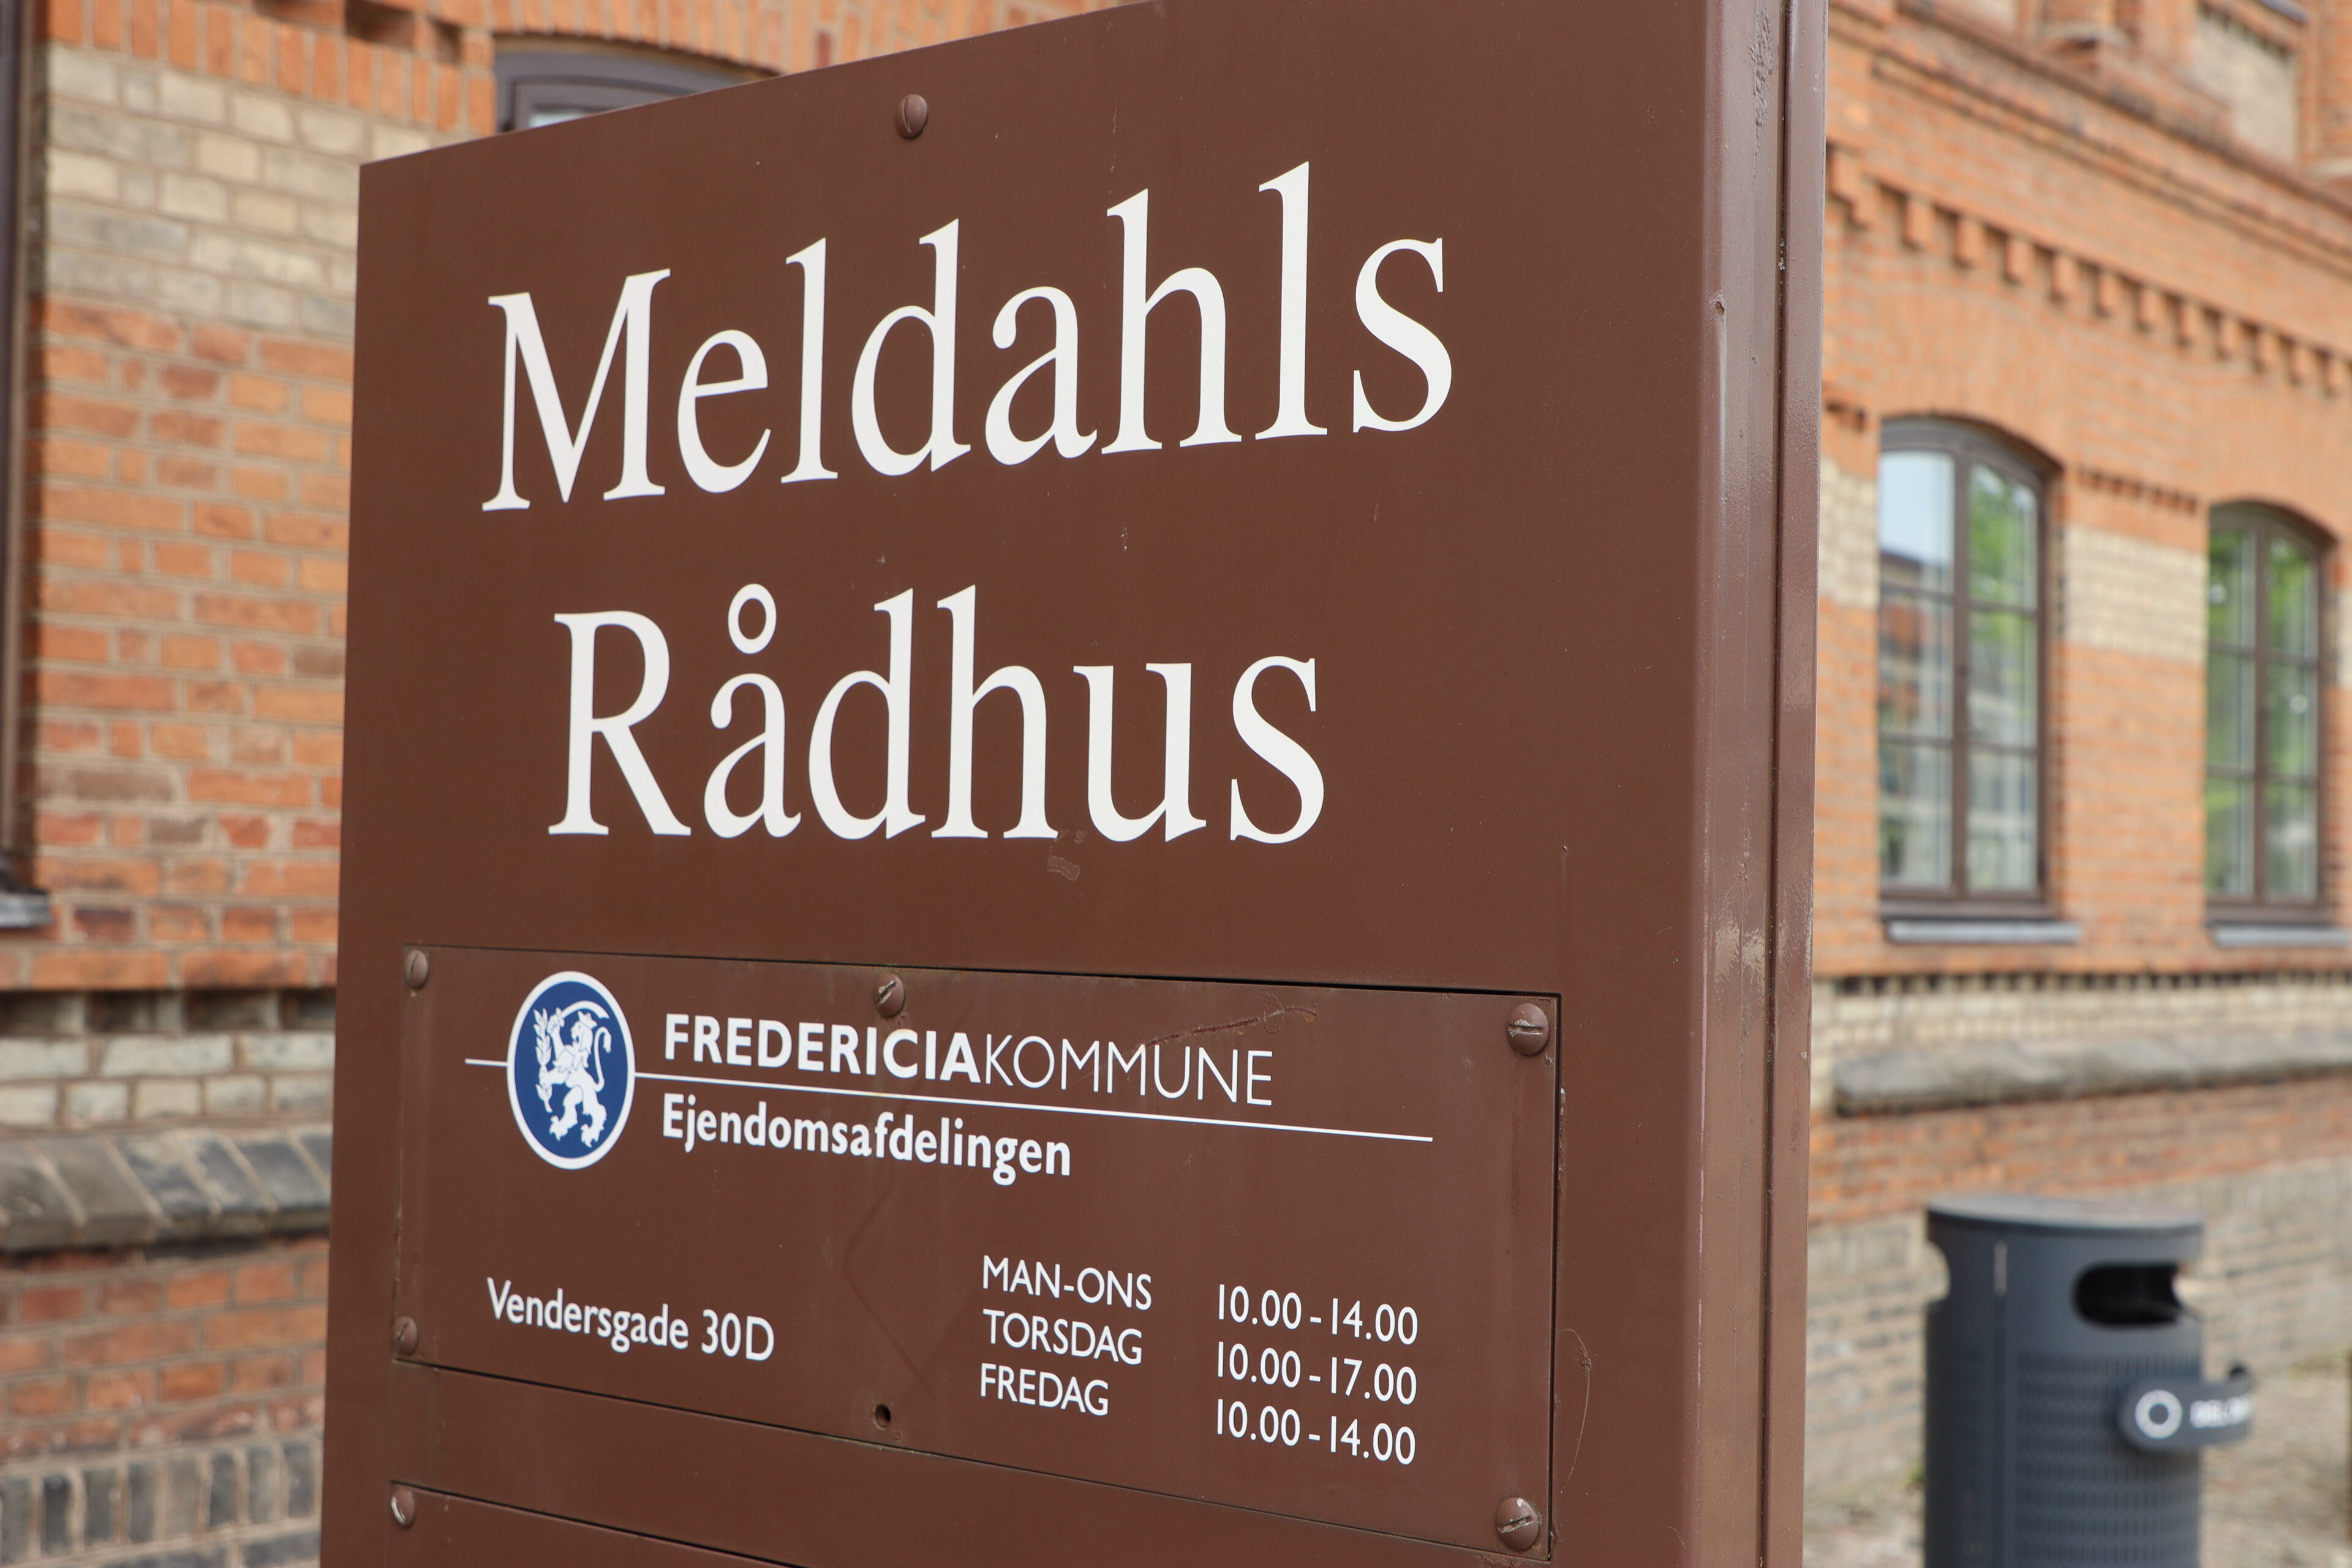 Meldahls
Rådhus
FREDERICIAKOMMUNE
Ejendomsafdelingen
Vendersgade 30D
MAN-ONS 10.00-14.00
TORSDAG 10.00-17.00
FREDAG 10.00-14.00